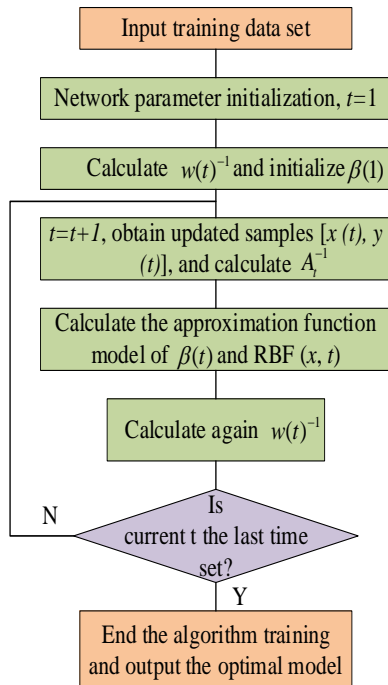 Input training data set
Network parameter initialization, t=1
Calculate w(t)⁻¹ and initialize β(1)
t=t+1, obtain updated samples [x (t), y
(t)], and calculate Aₜ⁻¹
Calculate the approximation function
model of β(t) and RBF (x, t)
Calculate again w(t)⁻¹
Is
current t the last time
set?
N
Y
End the algorithm training
and output the optimal model